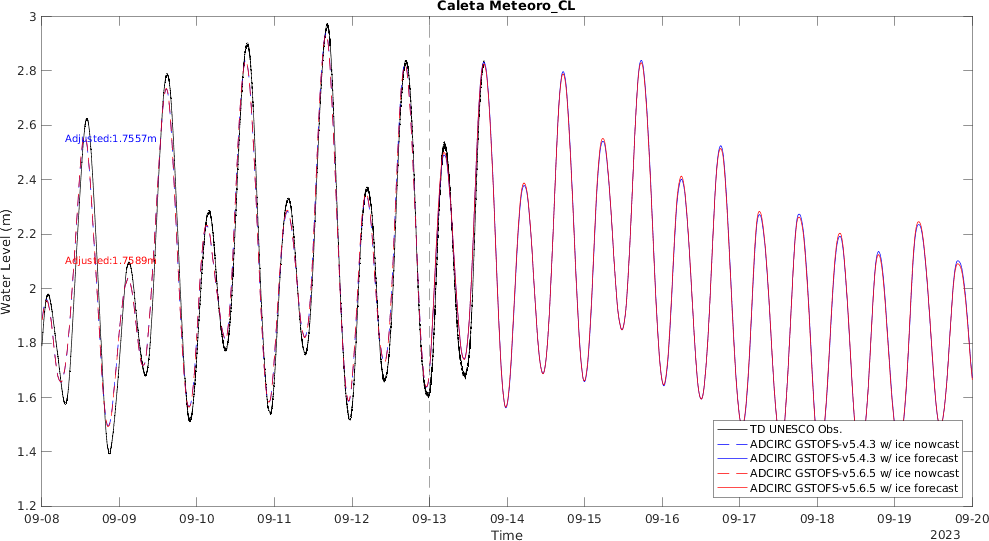 Caleta Meteoro_CL
3
2.8
2.6
2.4
2.2
2
1.8
1.6
1.4
1.2
Water Level (m)
Adjusted:1.7557m
Adjusted:1.7589m
TD UNESCO Obs.
ADCIRC GSTOFS-v5.4.3 w/ ice nowcast
ADCIRC GSTOFS-v5.4.3 w/ ice forecast
ADCIRC GSTOFS-v5.6.5 w/ ice nowcast
ADCIRC GSTOFS-v5.6.5 w/ ice forecast
09-08 09-09 09-10 09-11 09-12 09-13 09-14 09-15 09-16 09-17 09-18 09-19 09-20
Time 2023